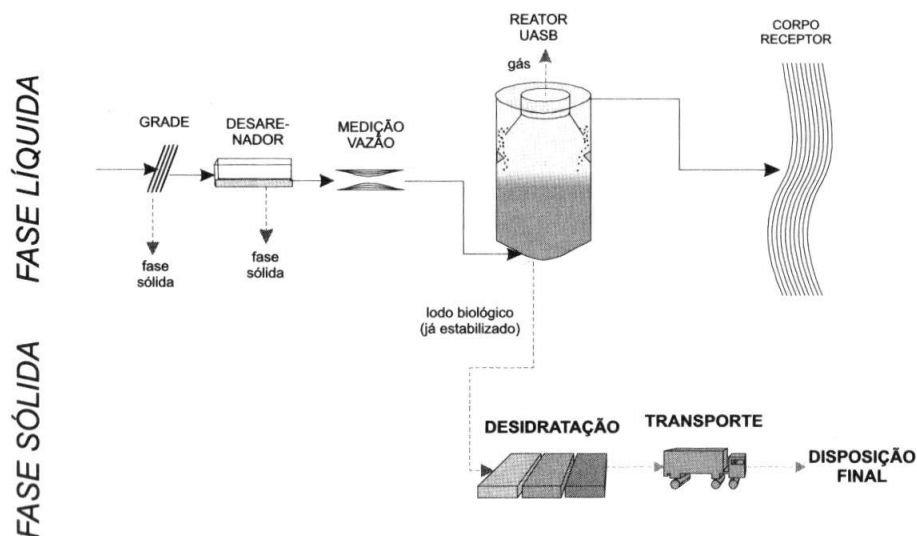 REATOR
UASB
gás
CORPO
RECEPTOR
FASE LÍQUIDA
GRADE
DESARE-
NADOR
MEDIÇÃO
VAZÃO
fase
sólida
fase
sólida
lodo biológico
(já estabilizado)
FASE SÓLIDA
DESIDRATAÇÃO
TRANSPORTE
DISPOSIÇÃO
FINAL